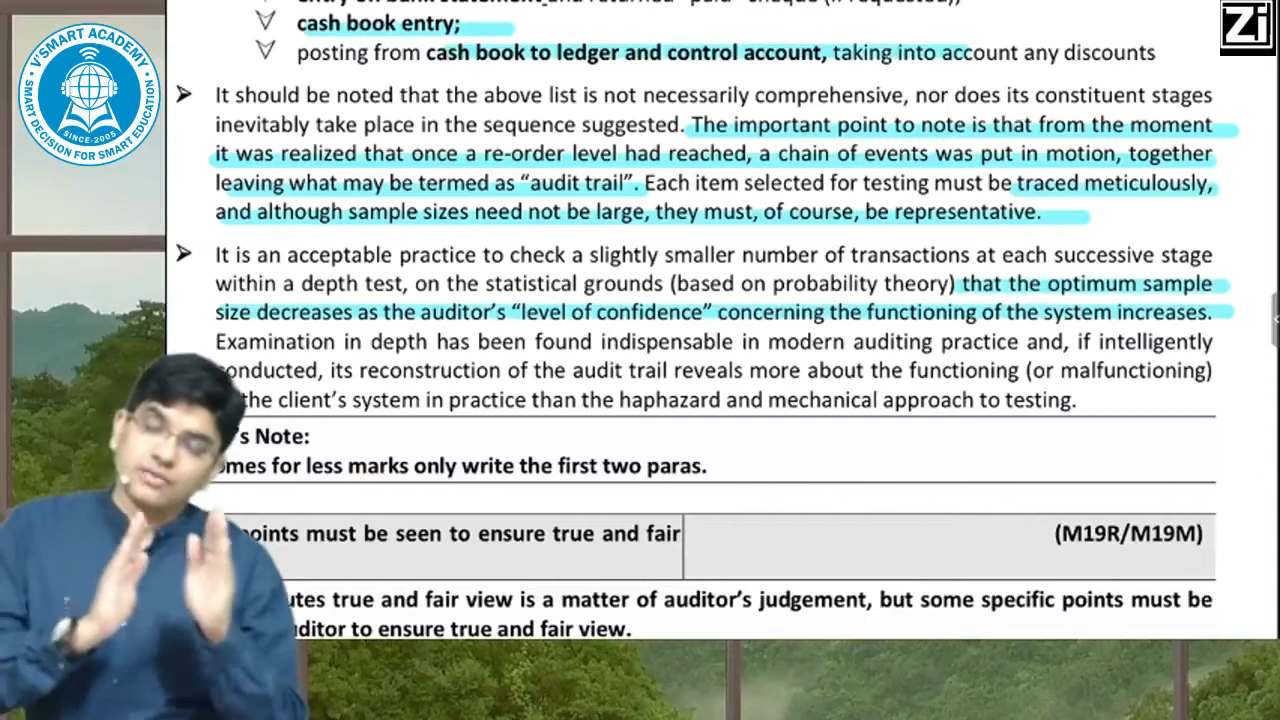 V'SMART ACADEMY
SINCE-2005
SMART DECISION FOR SMART EDUCATION
Zi
entry on bank statement and returned "paid" cheque (if requested);
cash book entry;
posting from cash book to ledger and control account, taking into account any discounts
It should be noted that the above list is not necessarily comprehensive, nor does its constituent stages
inevitably take place in the sequence suggested. The important point to note is that from the moment
it was realized that once a re-order level had reached, a chain of events was put in motion, together
leaving what may be termed as “audit trail”. Each item selected for testing must be traced meticulously,
and although sample sizes need not be large, they must, of course, be representative.
It is an acceptable practice to check a slightly smaller number of transactions at each successive stage
within a depth test, on the statistical grounds (based on probability theory) that the optimum sample
size decreases as the auditor’s “level of confidence” concerning the functioning of the system increases.
Examination in depth has been found indispensable in modern auditing practice and, if intelligently
conducted, its reconstruction of the audit trail reveals more about the functioning (or malfunctioning)
the client’s system in practice than the haphazard and mechanical approach to testing.
’s Note:
for less marks only write the first two paras.
points must be seen to ensure true and fair
(M19R/M19M)
true and fair view is a matter of auditor’s judgement, but some specific points must be
to ensure true and fair view.